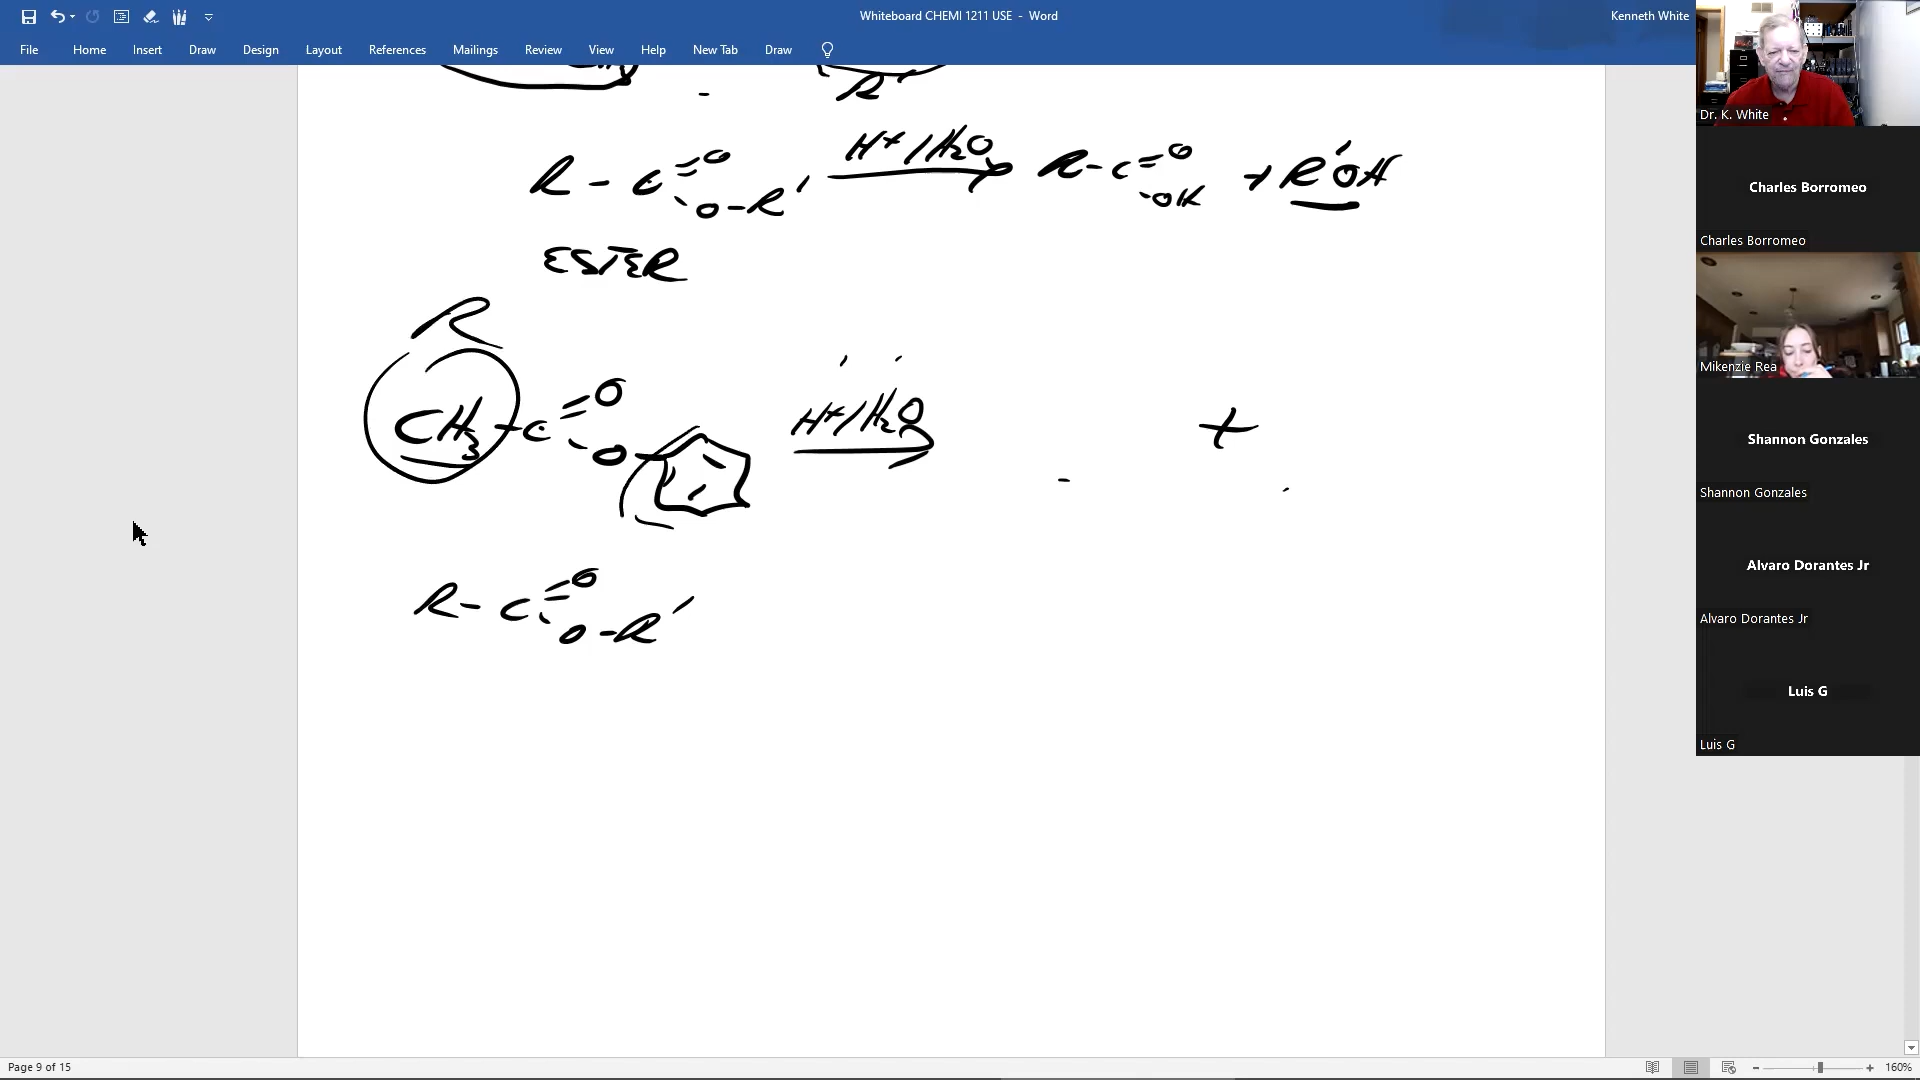 Whiteboard CHEMI 1211 USE - Word
Kenneth White
File Home Insert Draw Design Layout References Mailings Review View Help New Tab Draw
R'
R - C =O O-R' H+/H2O R-C =O -OH + R'OH
ESTER
R
CH3-C =O O H+/H2O +
R- C =O O-R'
Dr. K. White
Charles Borromeo
Charles Borromeo
Mikenzie Rea
Shannon Gonzales
Shannon Gonzales
Alvaro Dorantes Jr
Alvaro Dorantes Jr
Luis G
Luis G
Page 9 of 15
160%